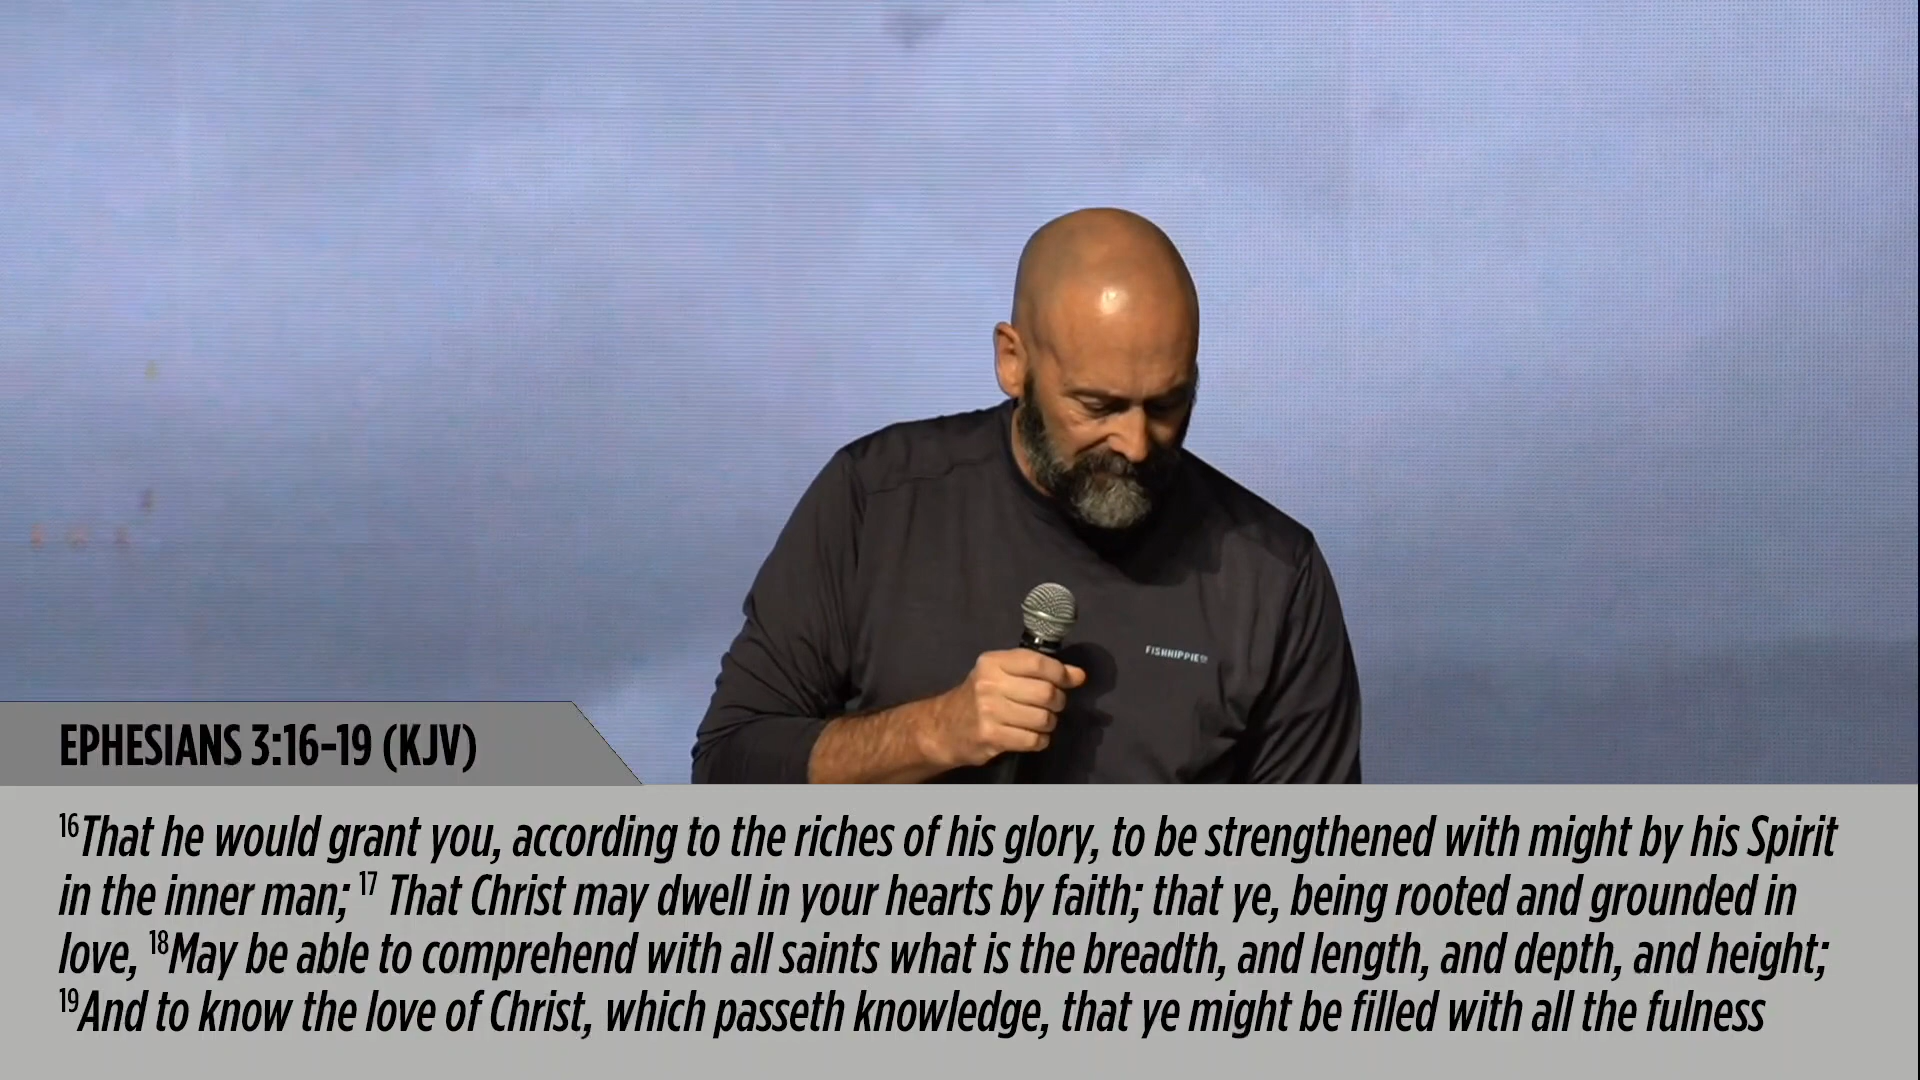 FISHHIPPIE
EPHESIANS 3:16-19 (KJV)
16That he would grant you, according to the riches of his glory, to be strengthened with might by his Spirit
in the inner man; 17 That Christ may dwell in your hearts by faith; that ye, being rooted and grounded in
love, 18May be able to comprehend with all saints what is the breadth, and length, and depth, and height;
19And to know the love of Christ, which passeth knowledge, that ye might be filled with all the fulness